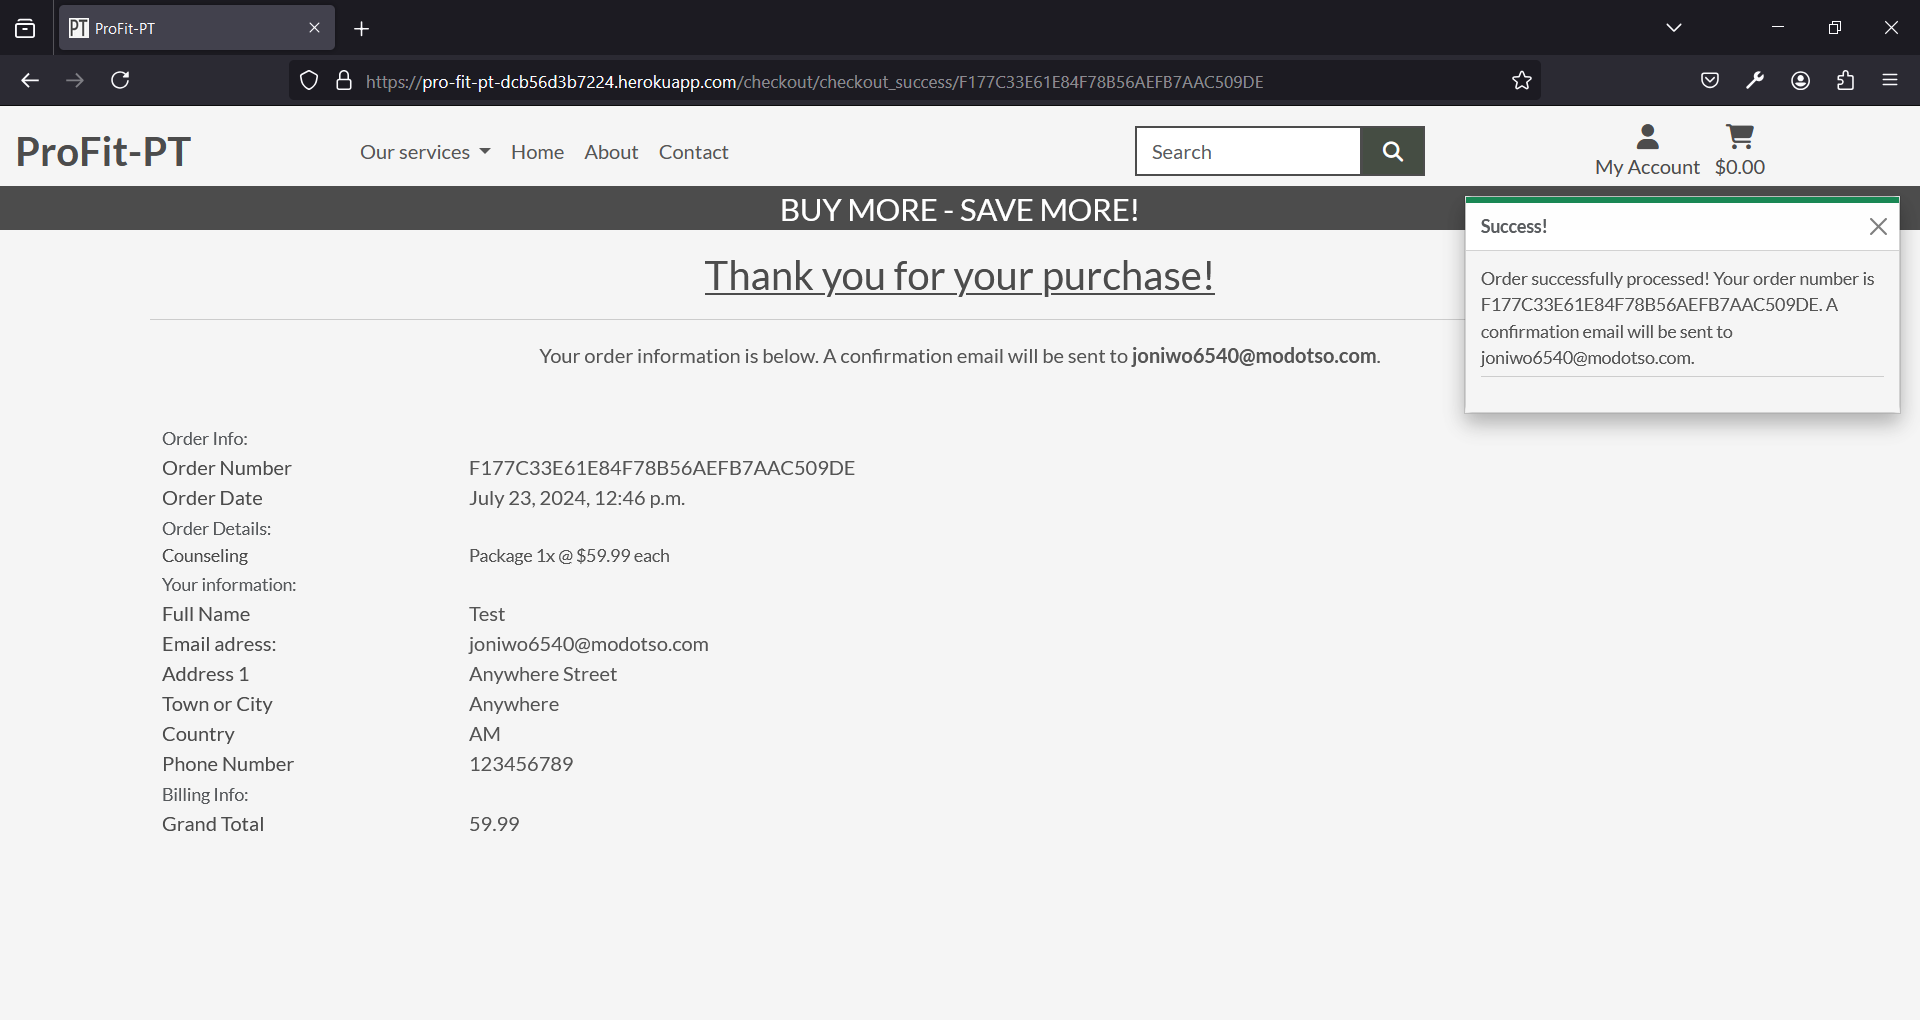 PT ProFit-PT
https://pro-fit-pt-dcb56d3b7224.herokuapp.com/checkout/checkout_success/F177C33E61E84F78B56AEFB7AAC509DE
ProFit-PT
Our services Home About Contact
Search
My Account $0.00
BUY MORE - SAVE MORE!
Success!
Order successfully processed! Your order number is
F177C33E61E84F78B56AEFB7AAC509DE. A
confirmation email will be sent to
joniwo6540@modotso.com.
Thank you for your purchase!
Your order information is below. A confirmation email will be sent to joniwo6540@modotso.com.
Order Info:
Order Number F177C33E61E84F78B56AEFB7AAC509DE
Order Date July 23, 2024, 12:46 p.m.
Order Details:
Counseling Package 1x @ $59.99 each
Your information:
Full Name Test
Email adress: joniwo6540@modotso.com
Address 1 Anywhere Street
Town or City Anywhere
Country AM
Phone Number 123456789
Billing Info:
Grand Total 59.99